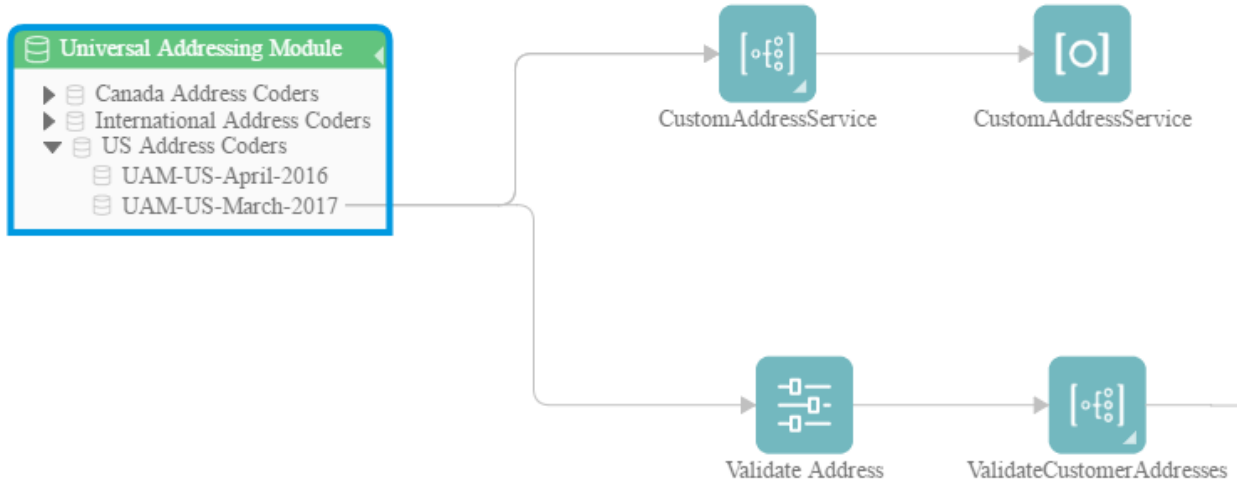 Universal Addressing Module
Canada Address Coders
International Address Coders
US Address Coders
UAM-US-April-2016
UAM-US-March-2017
CustomAddressService
CustomAddressService
Validate Address
ValidateCustomerAddresses